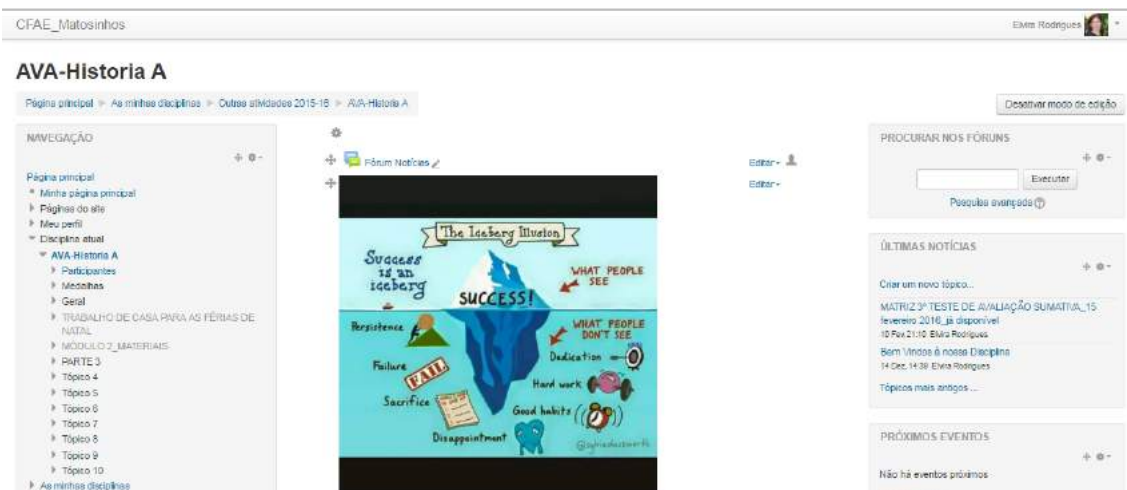 CFAE_Matosinhos
Elvira Rodrigues
AVA-Historia A
Página principal
As minhas disciplinas
Outras atividades 2015-16
AVA-Historia A
Desativar modo de edição
NAVEGAÇÃO
Página principal
Minha página principal
Páginas do site
Meu perfil
Disciplina atual
AVA-Historia A
Participantes
Medalhas
Geral
TRABALHO DE CASA PARA AS FÉRIAS DE
NATAL
MÓDULO 2_MATERIAIS
PARTE 3
Tópico 4
Tópico 5
Tópico 6
Tópico 7
Tópico 8
Tópico 9
Tópico 10
As minhas disciplinas
Fórum Notícias
Editar
Editar
The Iceberg Illusion
Success
is an
iceberg
SUCCESS!
WHAT PEOPLE
SEE
Persistence
WHAT PEOPLE
DON'T SEE
Failure
FAIL
Dedication
Hard work
Sacrifice
Good habits
Disappointment
@sylviaduckworth
PROCURAR NOS FÓRUNS
Executar
Pesquisa avançada
ÚLTIMAS NOTÍCIAS
Criar um novo tópico...
MATRIZ 3º TESTE DE AVALIAÇÃO SUMATIVA_15
fevereiro 2016_já disponível
10 Fev, 21:10 Elvira Rodrigues
Bem Vindos à nossa Disciplina
14 Dez, 14:39 Elvira Rodrigues
Tópicos mais antigos ...
PRÓXIMOS EVENTOS
Não há eventos próximos